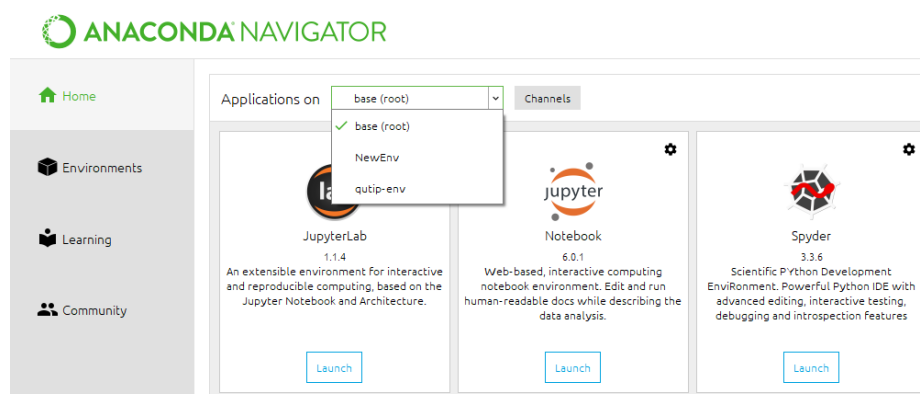 ANACONDA NAVIGATOR
Home
Environments
Learning
Community
Applications on
base (root)
Channels
base (root)
NewEnv
qutip-env
JupyterLab
1.1.4
An extensible environment for interactive
and reproducible computing, based on the
Jupyter Notebook and Architecture.
Launch
jupyter
Notebook
6.0.1
Web-based, interactive computing
notebook environment. Edit and run
human-readable docs while describing the
data analysis.
Launch
Spyder
3.3.6
Scientific PYthon Development
EnviRonment. Powerful Python IDE with
advanced editing, interactive testing,
debugging and introspection features
Launch